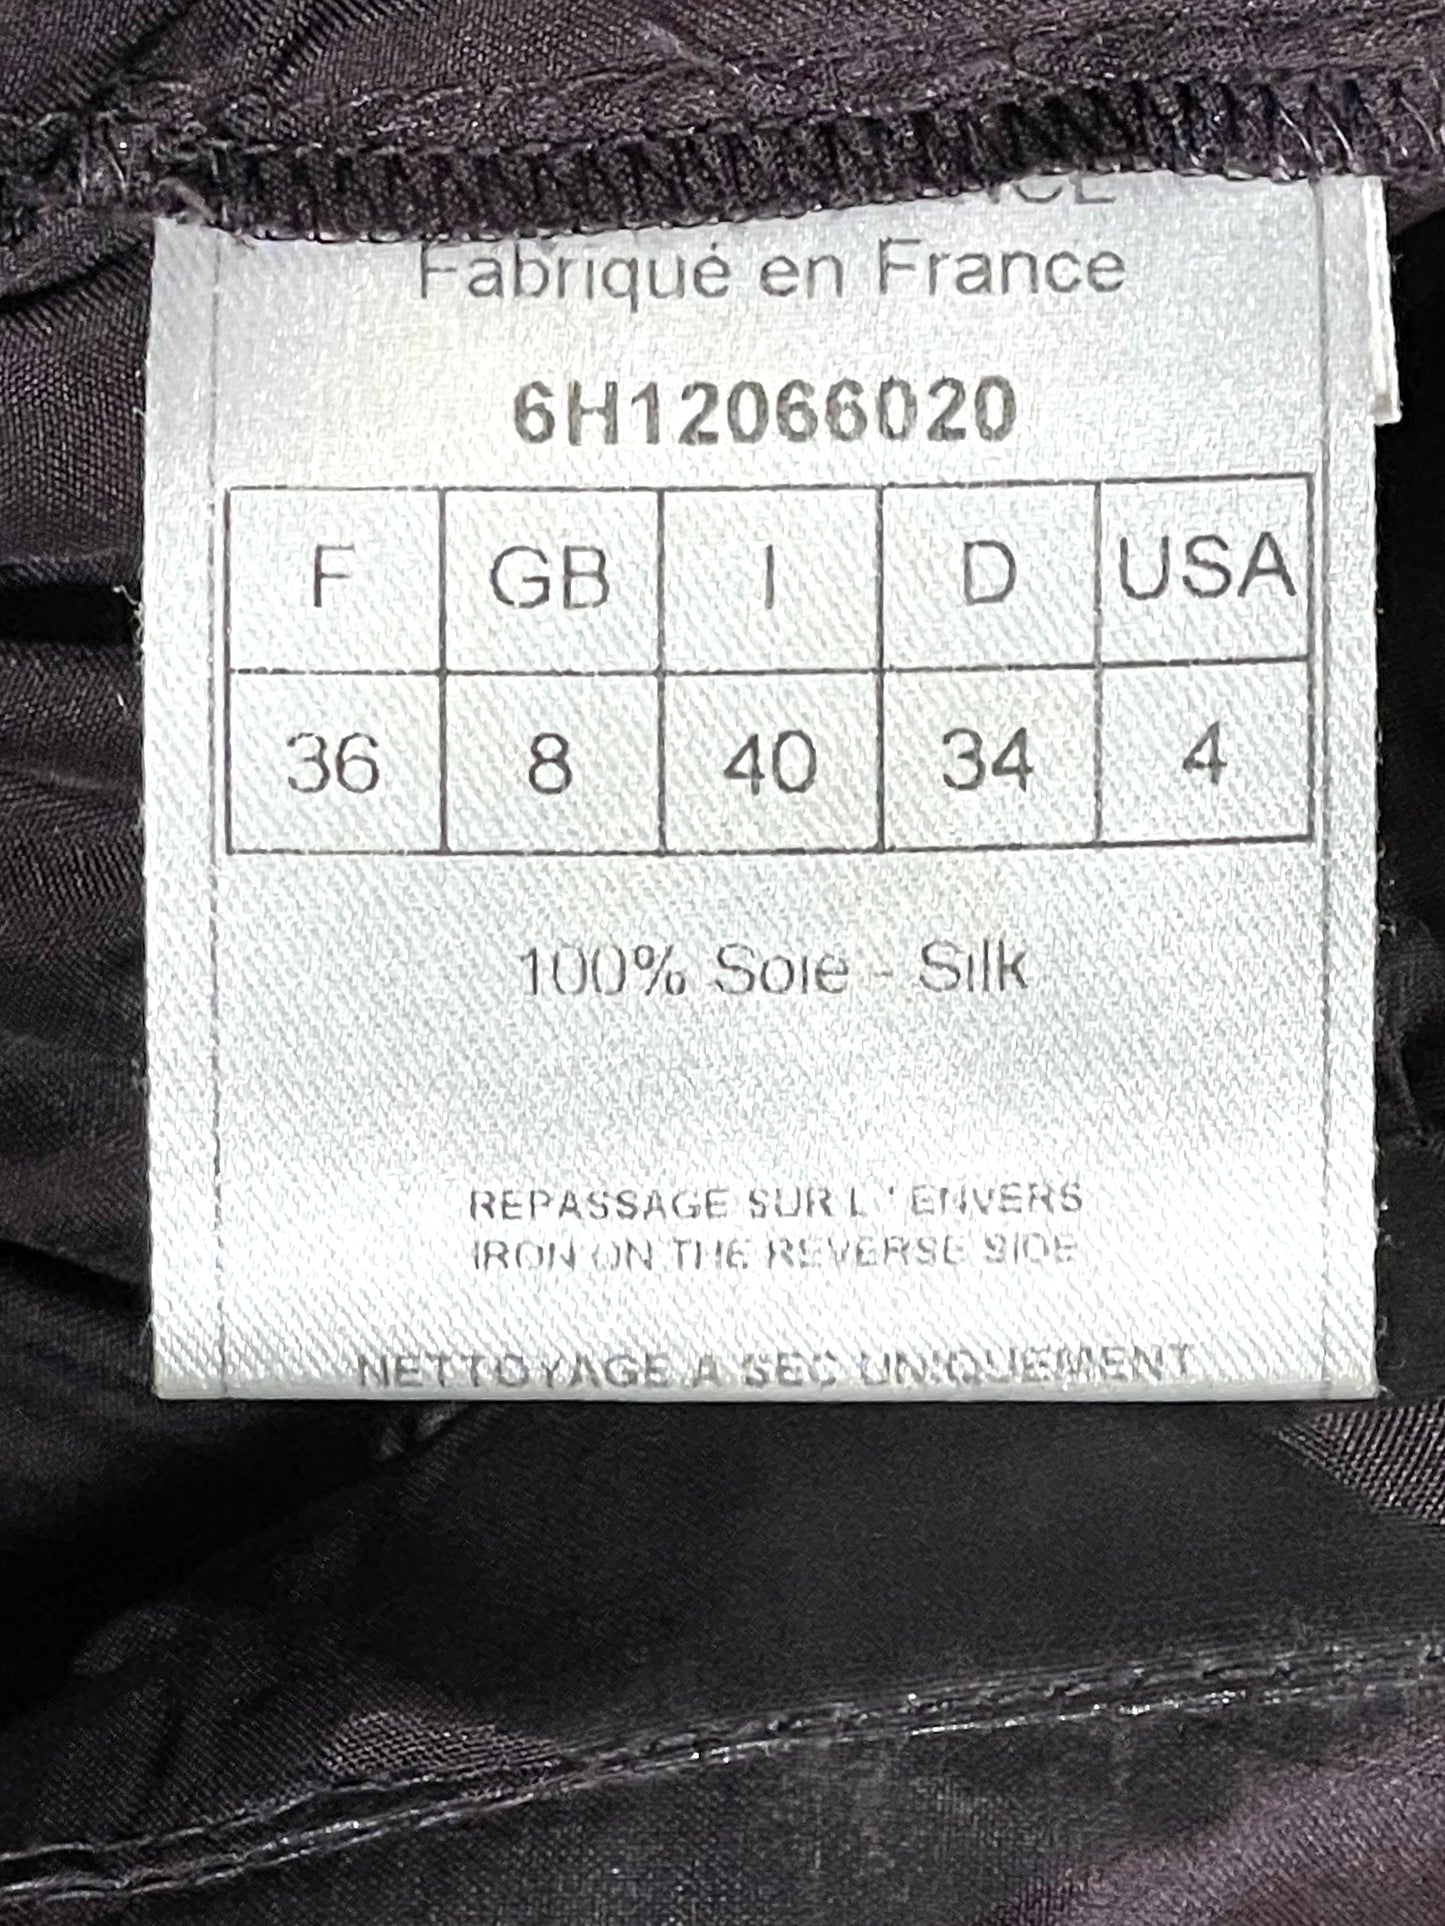 Fabriqué en France
6H12066020
F GB I D USA
36 8 40 34 4
100% Soie - Silk
REPASSAGE SUR L' ENVERS
IRON ON THE REVERSE SIDE
NETTOYAGE A SEC UNIQUEMENT